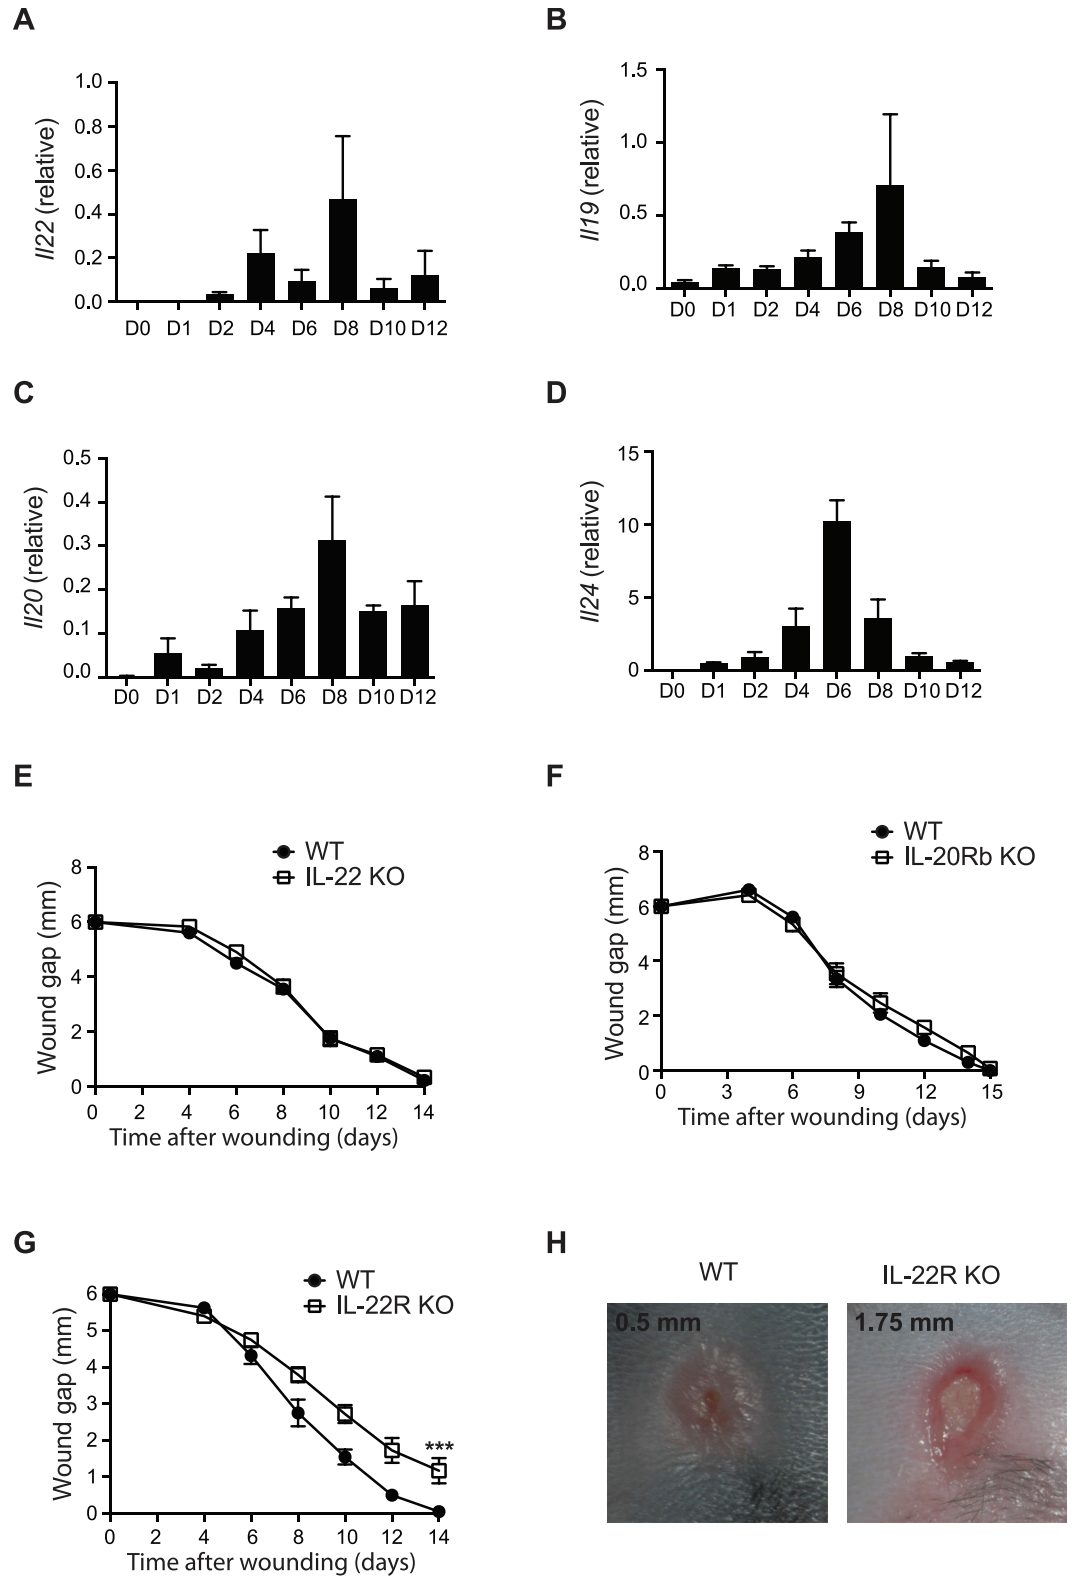 A
Il22 (relative)
1.0
0.8
0.6
0.4
0.2
0.0
D0 D1 D2 D4 D6 D8 D10 D12
B
Il19 (relative)
1.5
1.0
0.5
0.0
D0 D1 D2 D4 D6 D8 D10 D12
C
Il20 (relative)
0.5
0.4
0.3
0.2
0.1
0.0
D0 D1 D2 D4 D6 D8 D10 D12
D
Il24 (relative)
15
10
5
0
D0 D1 D2 D4 D6 D8 D10 D12
E
WT
IL-22 KO
Wound gap (mm)
8
6
4
2
0
0 2 4 6 8 10 12 14
Time after wounding (days)
F
WT
IL-20Rb KO
Wound gap (mm)
8
6
4
2
0
0 3 6 9 12 15
Time after wounding (days)
G
WT
IL-22R KO
Wound gap (mm)
6
5
4
3
2
1
0
***
0 4 6 8 10 12 14
Time after wounding (days)
H
WT
IL-22R KO
0.5 mm
1.75 mm